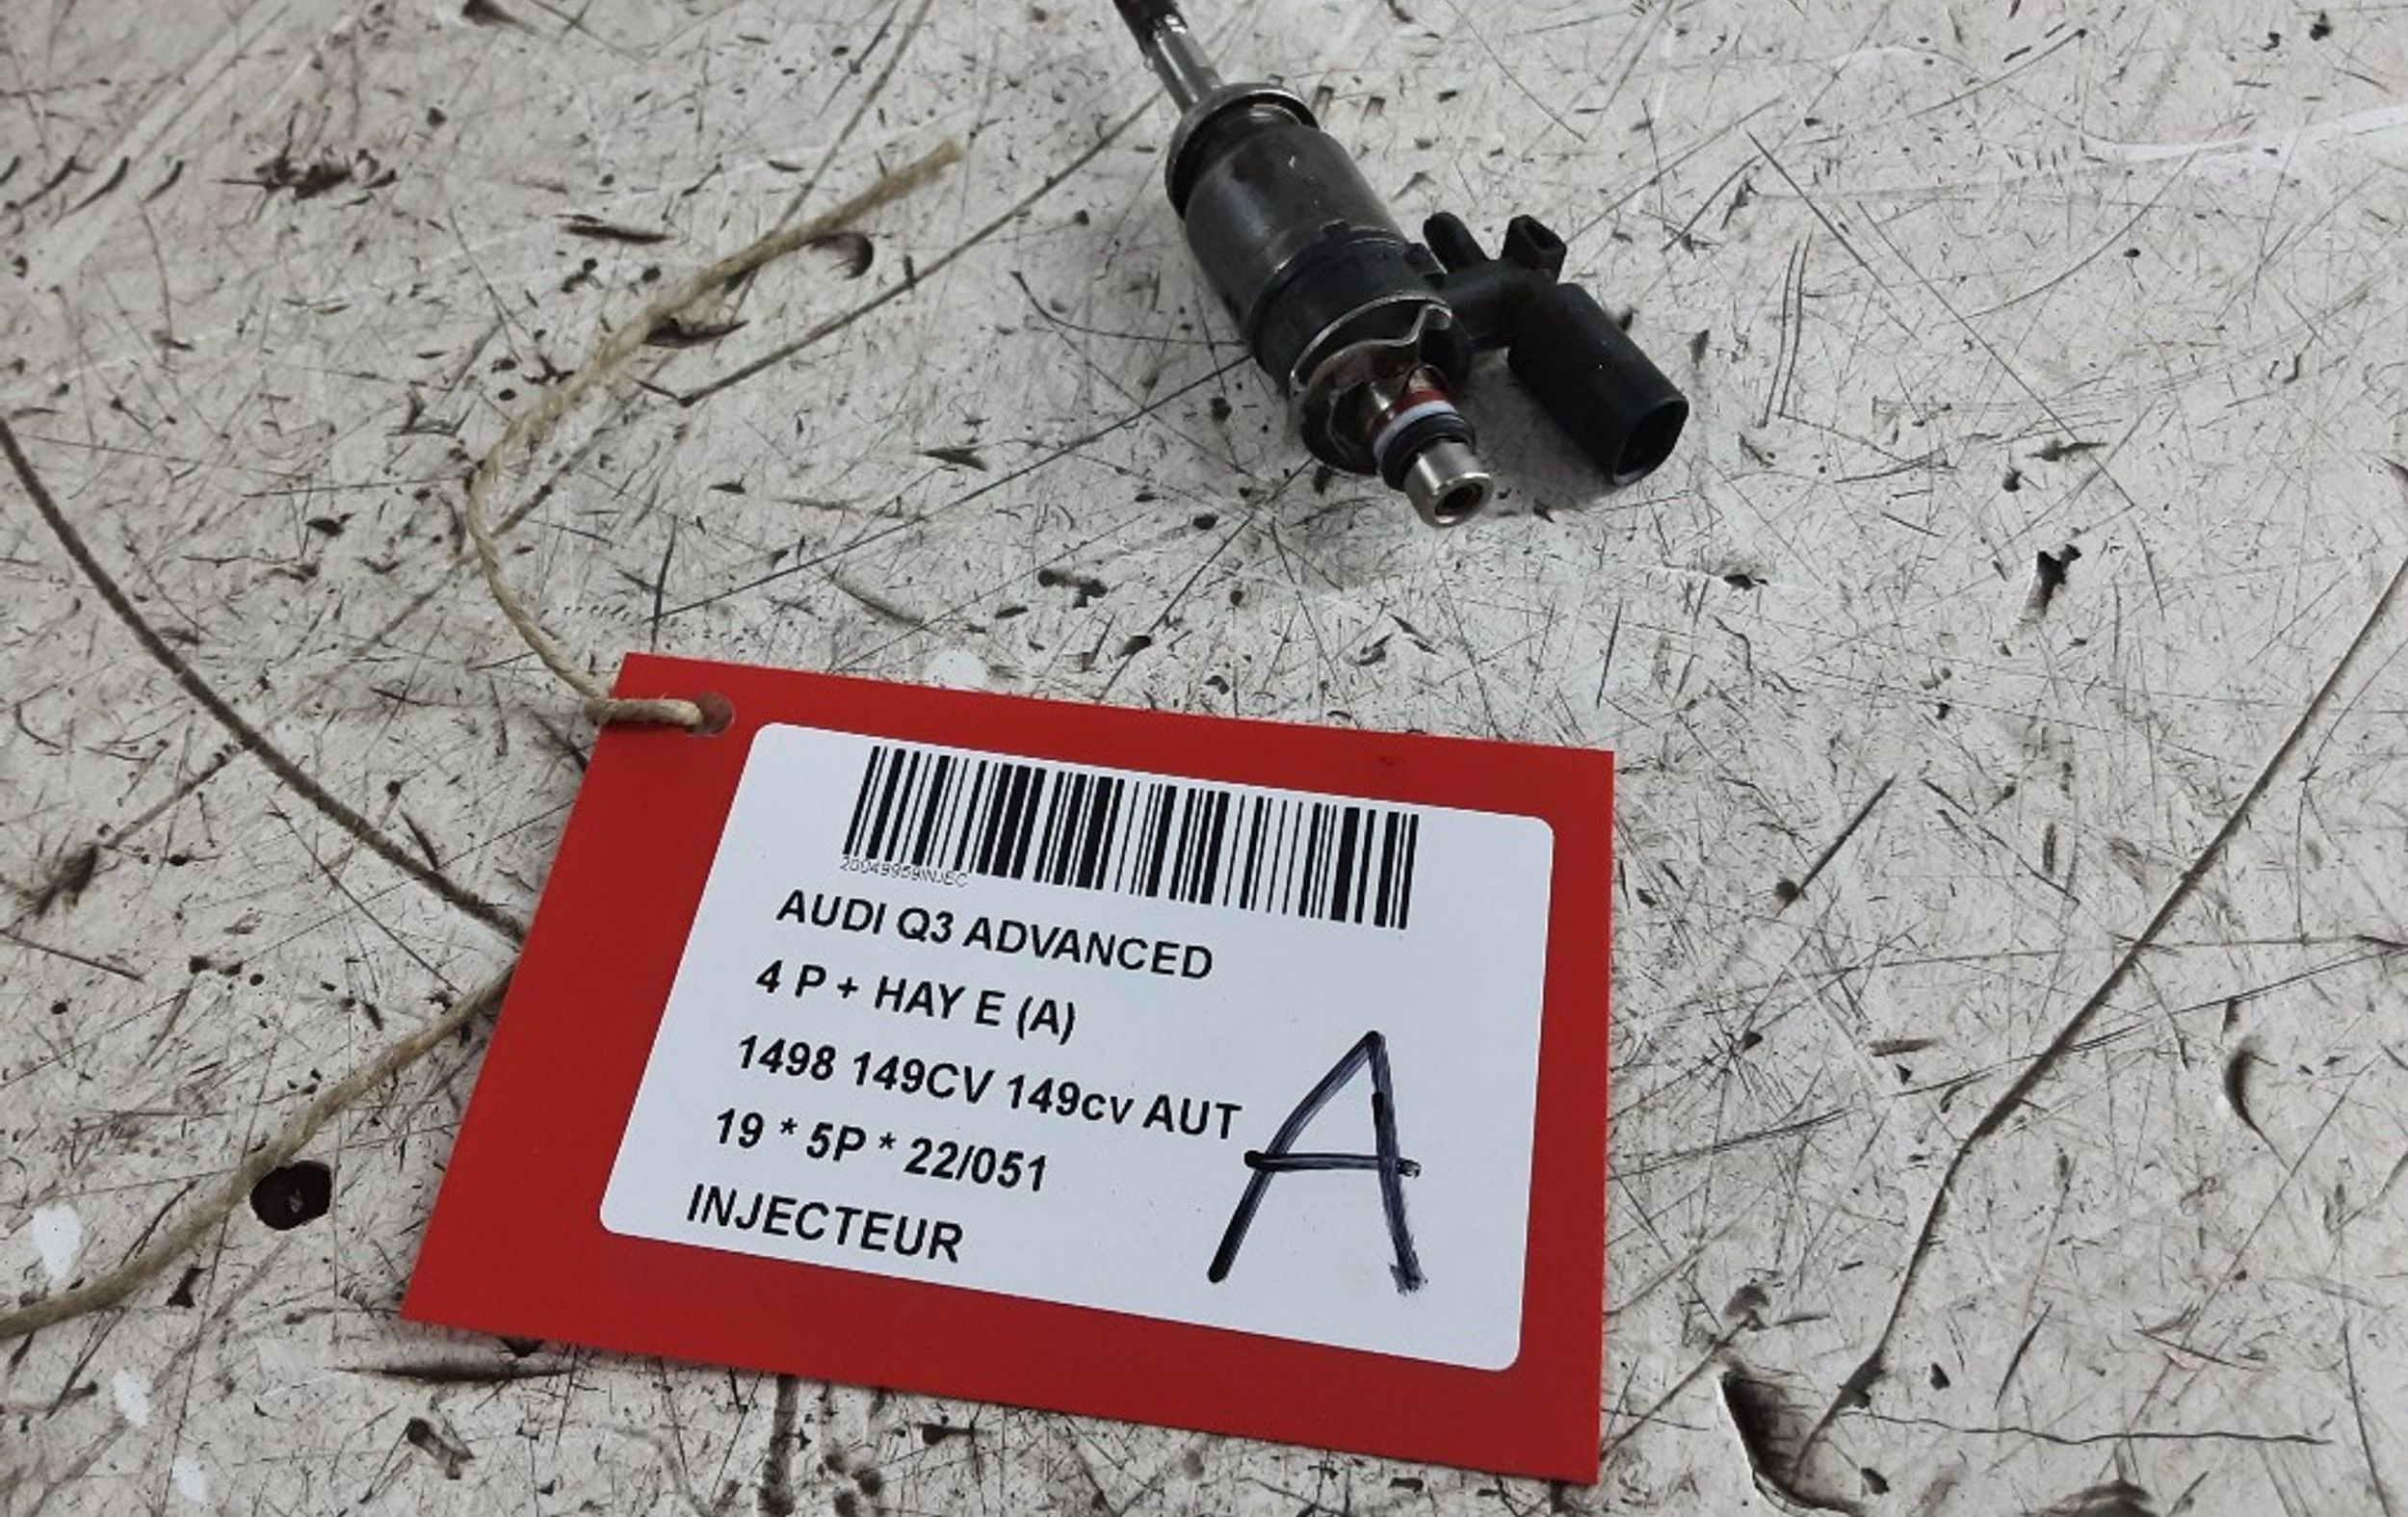 20049959INJEC
AUDI Q3 ADVANCED
4 P + HAY E (A)
1498 149CV 149cv AUT
19 * 5P * 22/051
INJECTEUR
A